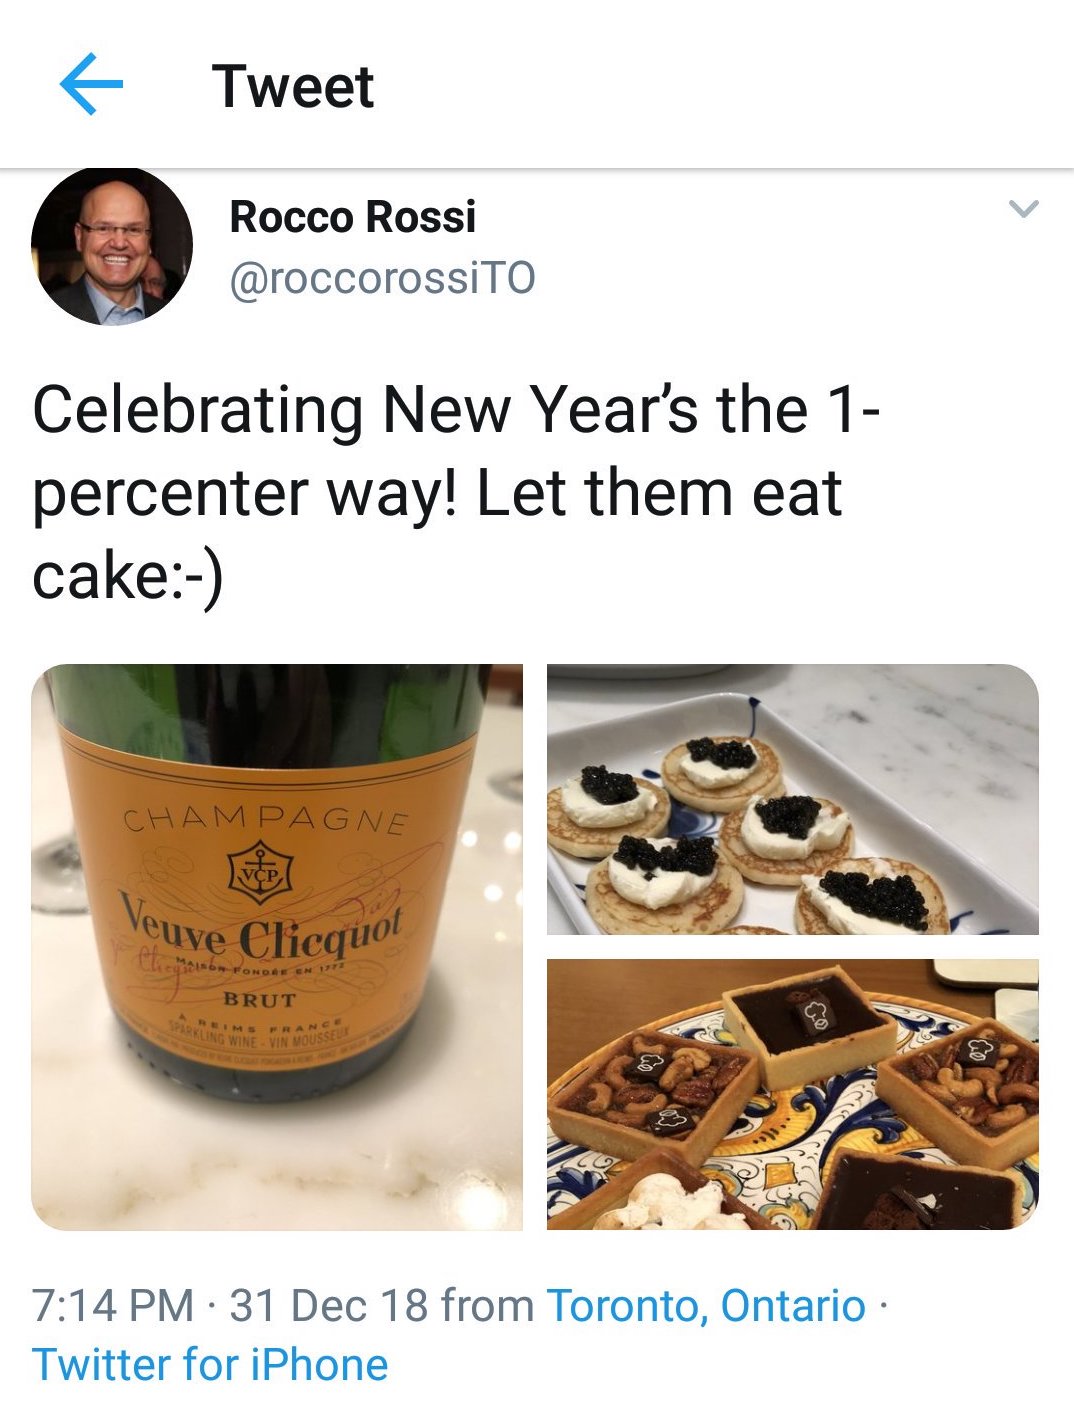 Tweet
Rocco Rossi
@roccorossiTO
Celebrating New Year’s the 1-
percenter way! Let them eat
cake:-)
CHAMPAGNE
VCP
Veuve Clicquot
MAISON FONDÉE EN 1772
BRUT
A REIMS FRANCE
SPARKLING WINE - VIN MOUSSEUX
7:14 PM · 31 Dec 18 from Toronto, Ontario ·
Twitter for iPhone